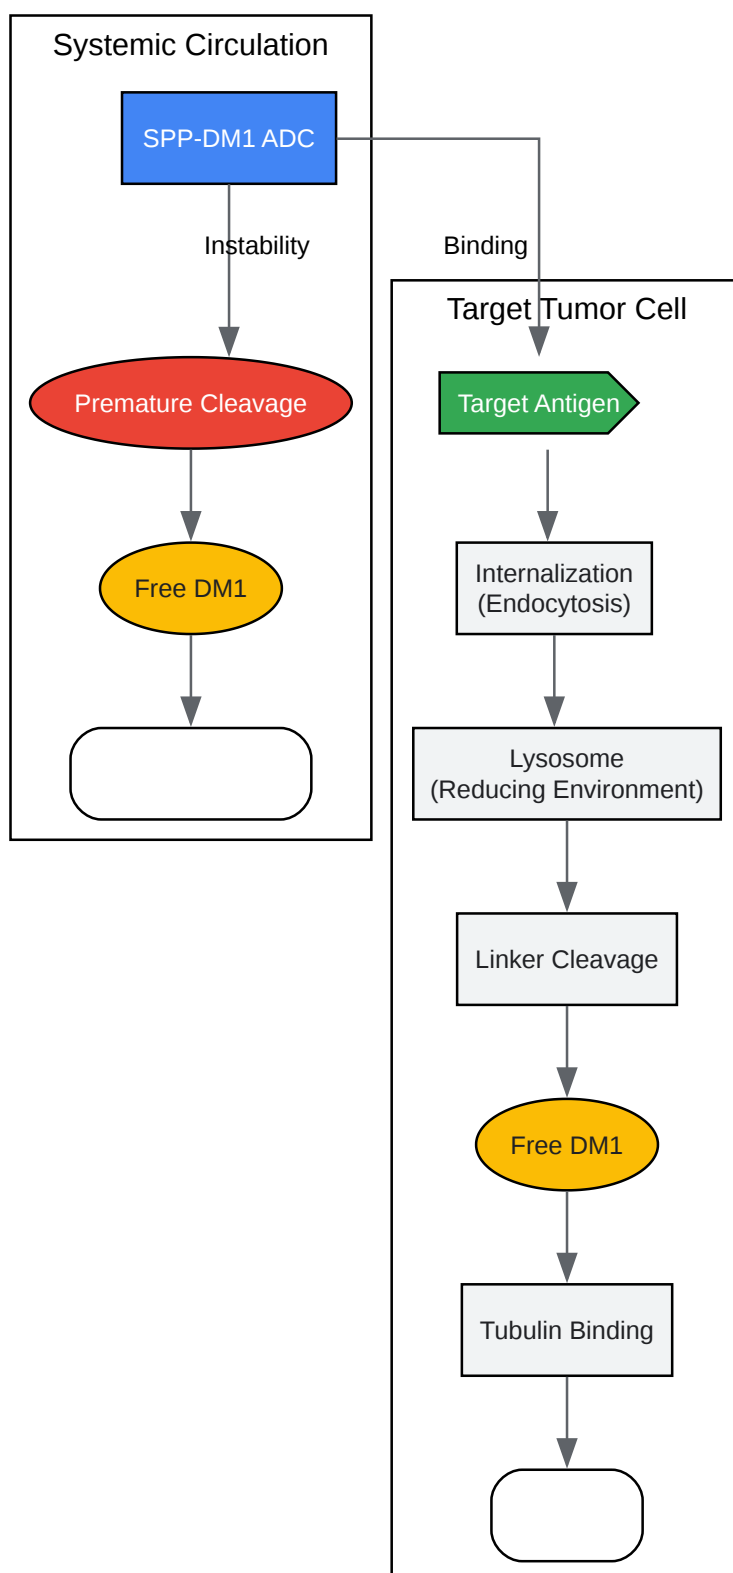 Systemic Circulation
SPP-DM1 ADC
Instability
Premature Cleavage
Free DM1
Binding
Target Tumor Cell
Target Antigen
Internalization
(Endocytosis)
Lysosome
(Reducing Environment)
Linker Cleavage
Free DM1
Tubulin Binding